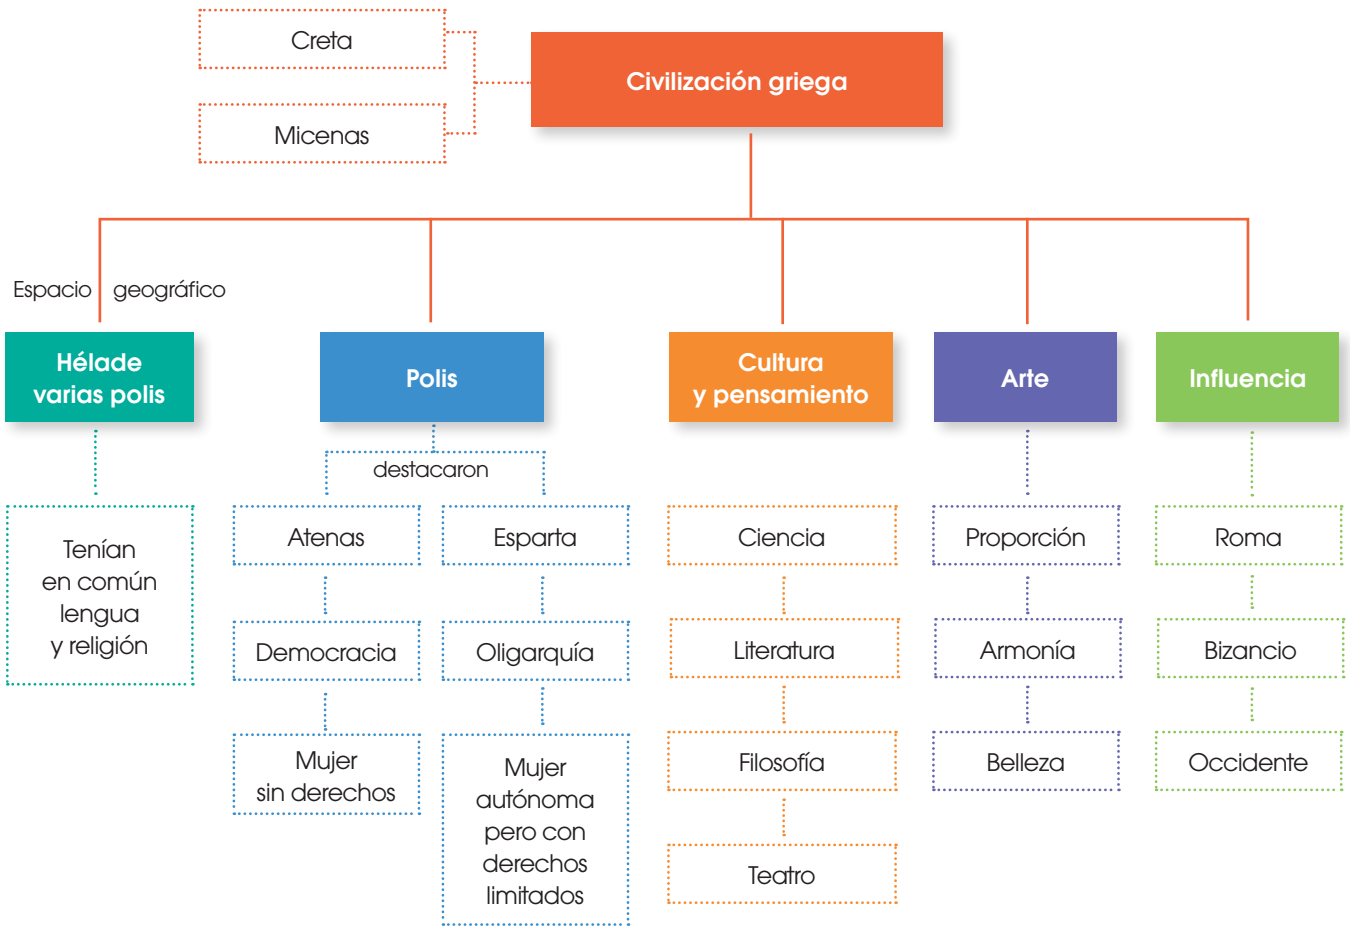 Creta
Civilización griega
Micenas
Espacio geográfico
Hélade
varias polis
Polis
Cultura
y pensamiento
Arte
Influencia
destacaron
Tenían
en común
lengua
y religión
Atenas
Democracia
Mujer
sin derechos
Esparta
Oligarquía
Mujer
autónoma
pero con
derechos
limitados
Ciencia
Literatura
Filosofía
Teatro
Proporción
Armonía
Belleza
Roma
Bizancio
Occidente